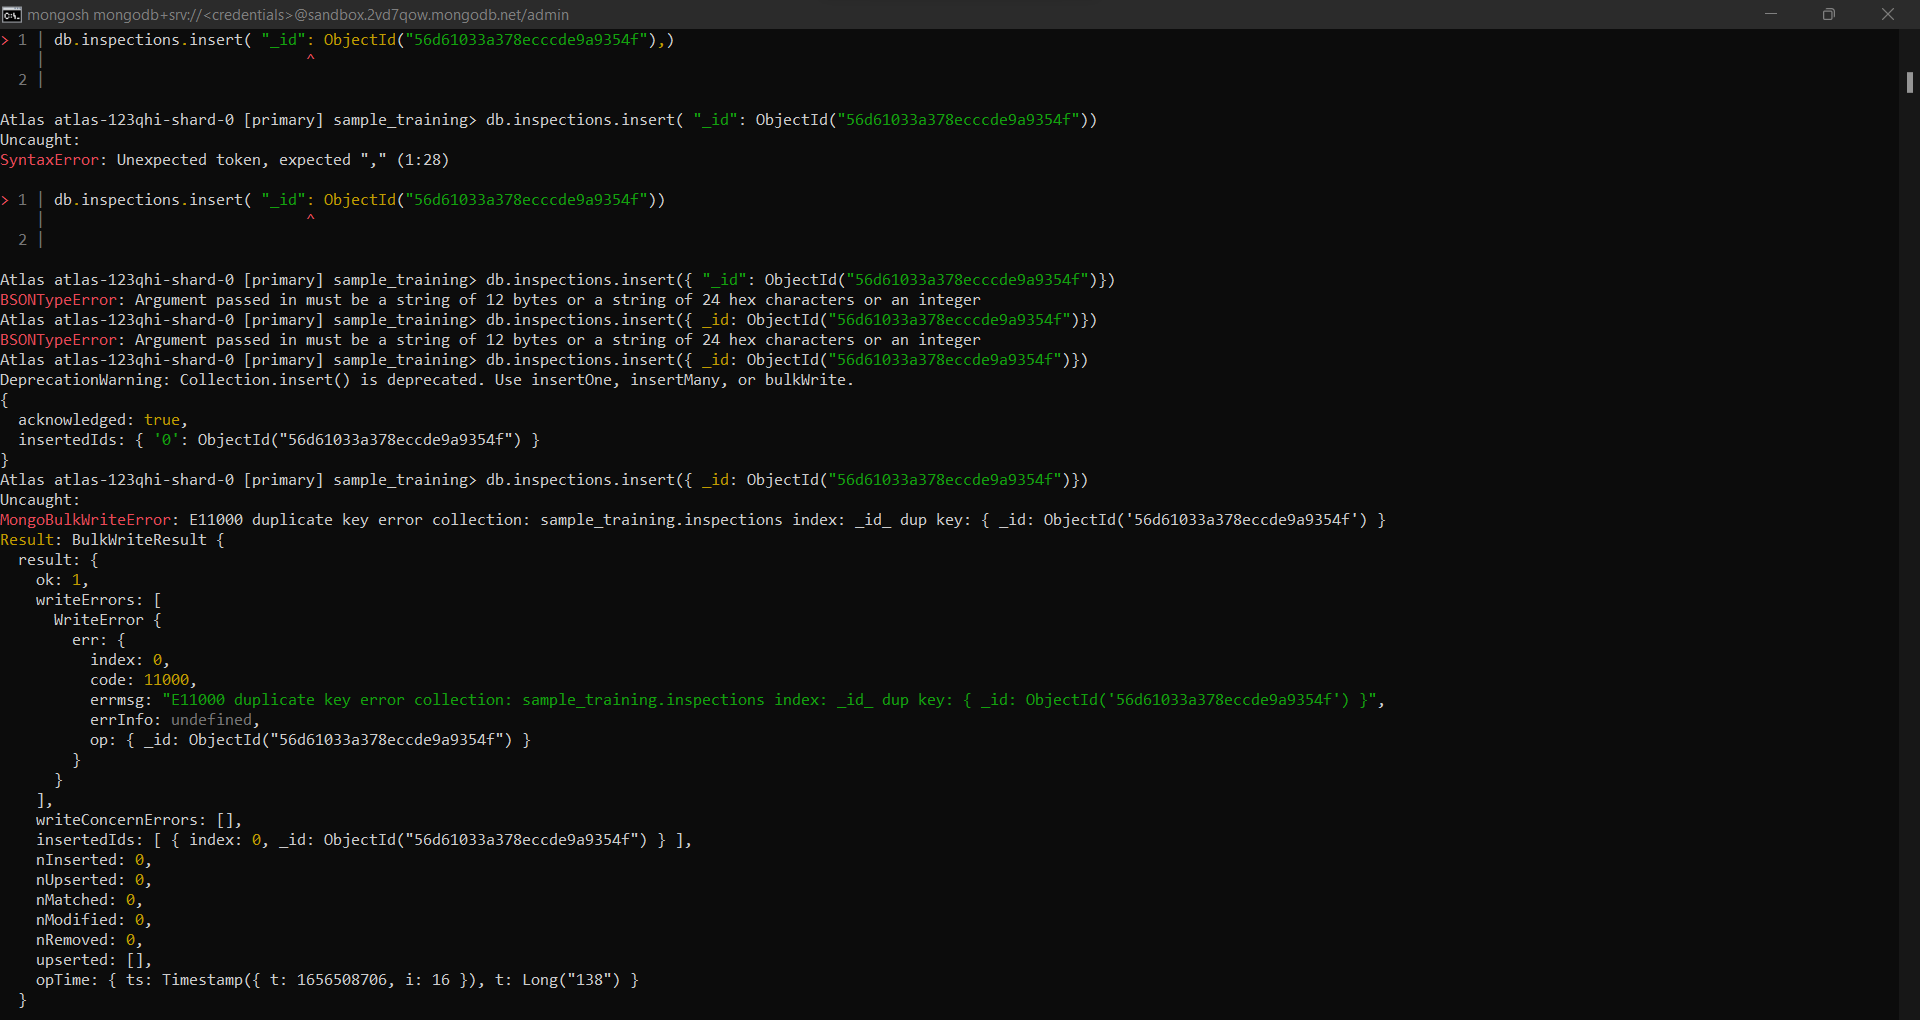 mongosh mongodb+srv://<credentials>@sandbox.2vd7qow.mongodb.net/admin
> 1 | db.inspections.insert( "_id": ObjectId("56d61033a378ecccde9a9354f"),)
| ^
2 |
Atlas atlas-123qhi-shard-0 [primary] sample_training> db.inspections.insert( "_id": ObjectId("56d61033a378ecccde9a9354f"))
Uncaught:
SyntaxError: Unexpected token, expected "," (1:28)
> 1 | db.inspections.insert( "_id": ObjectId("56d61033a378ecccde9a9354f"))
| ^
2 |
Atlas atlas-123qhi-shard-0 [primary] sample_training> db.inspections.insert({ "_id": ObjectId("56d61033a378ecccde9a9354f")})
BSONTypeError: Argument passed in must be a string of 12 bytes or a string of 24 hex characters or an integer
Atlas atlas-123qhi-shard-0 [primary] sample_training> db.inspections.insert({ _id: ObjectId("56d61033a378ecccde9a9354f")})
BSONTypeError: Argument passed in must be a string of 12 bytes or a string of 24 hex characters or an integer
Atlas atlas-123qhi-shard-0 [primary] sample_training> db.inspections.insert({ _id: ObjectId("56d61033a378eccde9a9354f")})
DeprecationWarning: Collection.insert() is deprecated. Use insertOne, insertMany, or bulkWrite.
{
  acknowledged: true,
  insertedIds: { '0': ObjectId("56d61033a378eccde9a9354f") }
}
Atlas atlas-123qhi-shard-0 [primary] sample_training> db.inspections.insert({ _id: ObjectId("56d61033a378eccde9a9354f")})
Uncaught:
MongoBulkWriteError: E11000 duplicate key error collection: sample_training.inspections index: _id_ dup key: { _id: ObjectId('56d61033a378eccde9a9354f') }
Result: BulkWriteResult {
  result: {
    ok: 1,
    writeErrors: [
      WriteError {
        err: {
          index: 0,
          code: 11000,
          errmsg: "E11000 duplicate key error collection: sample_training.inspections index: _id_ dup key: { _id: ObjectId('56d61033a378eccde9a9354f') }",
          errInfo: undefined,
          op: { _id: ObjectId("56d61033a378eccde9a9354f") }
        }
      }
    ],
    writeConcernErrors: [],
    insertedIds: [ { index: 0, _id: ObjectId("56d61033a378eccde9a9354f") } ],
    nInserted: 0,
    nUpserted: 0,
    nMatched: 0,
    nModified: 0,
    nRemoved: 0,
    upserted: [],
    opTime: { ts: Timestamp({ t: 1656508706, i: 16 }), t: Long("138") }
  }